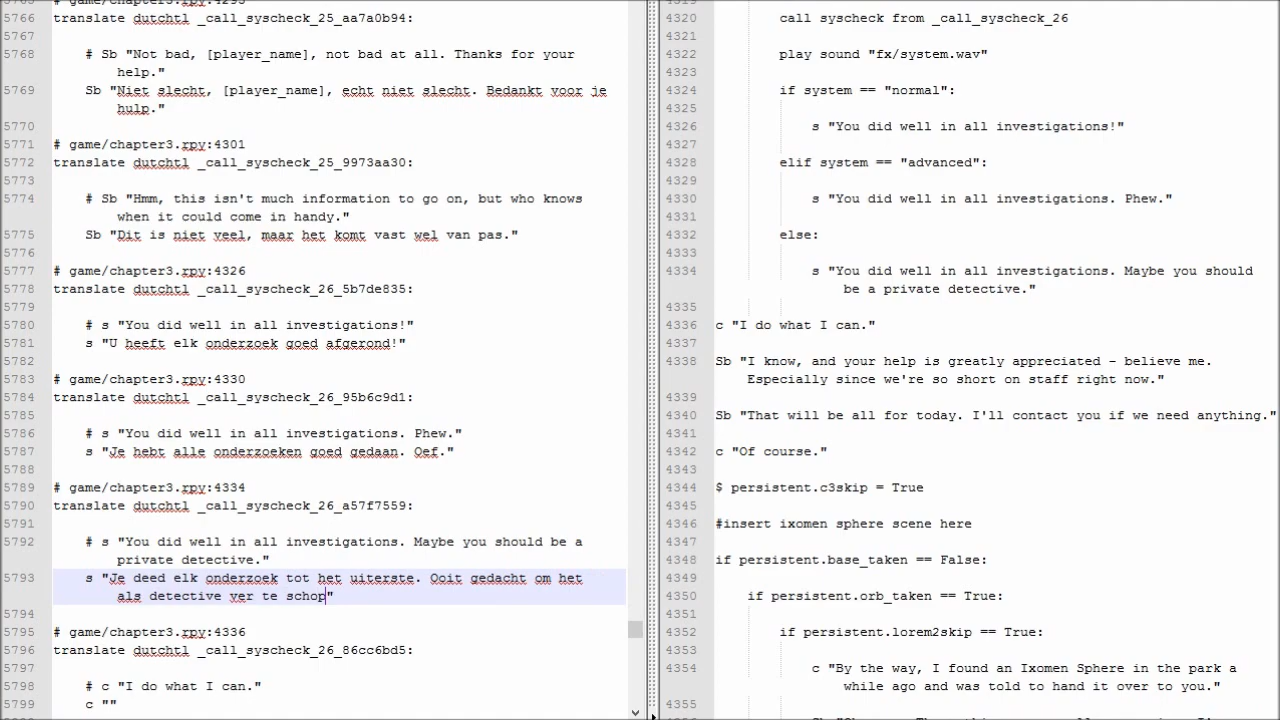 # game/chapter3.rpy:4295
5766 translate dutchtl _call_syscheck_25_aa7a0b94:
5767
5768 # Sb "Not bad, [player_name], not bad at all. Thanks for your
help."
5769 Sb "Niet slecht, [player_name], echt niet slecht. Bedankt voor je
hulp."
5770
5771 # game/chapter3.rpy:4301
5772 translate dutchtl _call_syscheck_25_9973aa30:
5773
5774 # Sb "Hmm, this isn't much information to go on, but who knows
when it could come in handy."
5775 Sb "Dit is niet veel, maar het komt vast wel van pas."
5776
5777 # game/chapter3.rpy:4326
5778 translate dutchtl _call_syscheck_26_5b7de835:
5779
5780 # s "You did well in all investigations!"
5781 s "U heeft elk onderzoek goed afgerond!"
5782
5783 # game/chapter3.rpy:4330
5784 translate dutchtl _call_syscheck_26_95b6c9d1:
5785
5786 # s "You did well in all investigations. Phew."
5787 s "Je hebt alle onderzoeken goed gedaan. Oef."
5788
5789 # game/chapter3.rpy:4334
5790 translate dutchtl _call_syscheck_26_a57f7559:
5791
5792 # s "You did well in all investigations. Maybe you should be a
private detective."
5793 s "Je deed elk onderzoek tot het uiterste. Ooit gedacht om het
als detective ver te schop"
5794
5795 # game/chapter3.rpy:4336
5796 translate dutchtl _call_syscheck_26_86cc6bd5:
5797
5798 # c "I do what I can."
5799 c ""
4320 call syscheck from _call_syscheck_26
4321
4322 play sound "fx/system.wav"
4323
4324 if system == "normal":
4325
4326 s "You did well in all investigations!"
4327
4328 elif system == "advanced":
4329
4330 s "You did well in all investigations. Phew."
4331
4332 else:
4333
4334 s "You did well in all investigations. Maybe you should
be a private detective."
4335
4336 c "I do what I can."
4337
4338 Sb "I know, and your help is greatly appreciated - believe me.
Especially since we're so short on staff right now."
4339
4340 Sb "That will be all for today. I'll contact you if we need anything."
4341
4342 c "Of course."
4343
4344 $ persistent.c3skip = True
4345
4346 #insert ixomen sphere scene here
4347
4348 if persistent.base_taken == False:
4349
4350 if persistent.orb_taken == True:
4351
4352 if persistent.lorem2skip == True:
4353
4354 c "By the way, I found an Ixomen Sphere in the park a
while ago and was told to hand it over to you."
4355